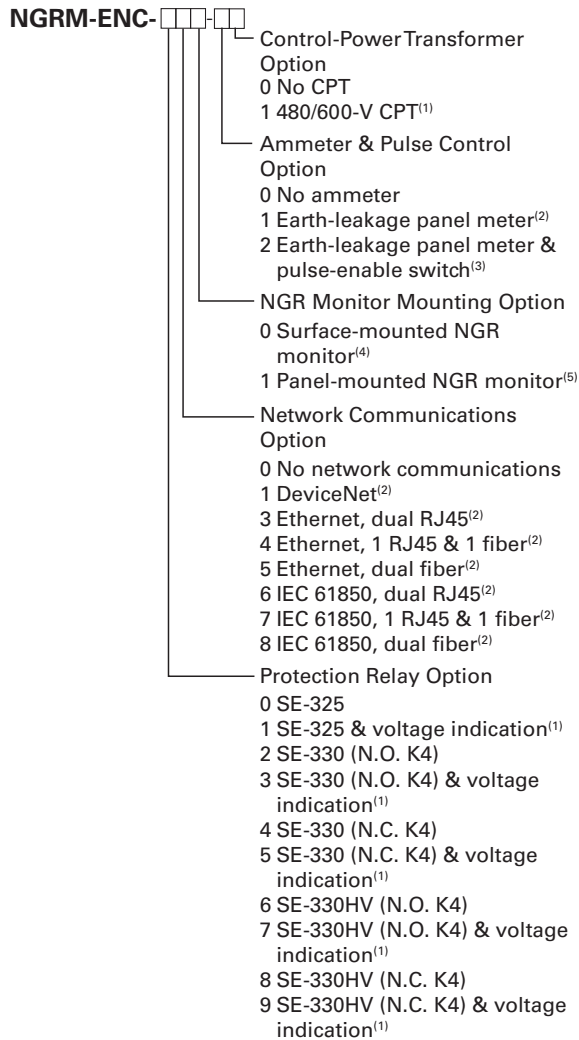 NGRM-ENC-
Control-Power Transformer
Option
0 No CPT
1 480/600-V CPT(1)
Ammeter & Pulse Control
Option
0 No ammeter
1 Earth-leakage panel meter(2)
2 Earth-leakage panel meter &
pulse-enable switch(3)
NGR Monitor Mounting Option
0 Surface-mounted NGR
monitor(4)
1 Panel-mounted NGR monitor(5)
Network Communications
Option
0 No network communications
1 DeviceNet(2)
3 Ethernet, dual RJ45(2)
4 Ethernet, 1 RJ45 & 1 fiber(2)
5 Ethernet, dual fiber(2)
6 IEC 61850, dual RJ45(2)
7 IEC 61850, 1 RJ45 & 1 fiber(2)
8 IEC 61850, dual fiber(2)
Protection Relay Option
0 SE-325
1 SE-325 & voltage indication(1)
2 SE-330 (N.O. K4)
3 SE-330 (N.O. K4) & voltage
indication(1)
4 SE-330 (N.C. K4)
5 SE-330 (N.C. K4) & voltage
indication(1)
6 SE-330HV (N.O. K4)
7 SE-330HV (N.O. K4) & voltage
indication(1)
8 SE-330HV (N.C. K4)
9 SE-330HV (N.C. K4) & voltage
indication(1)